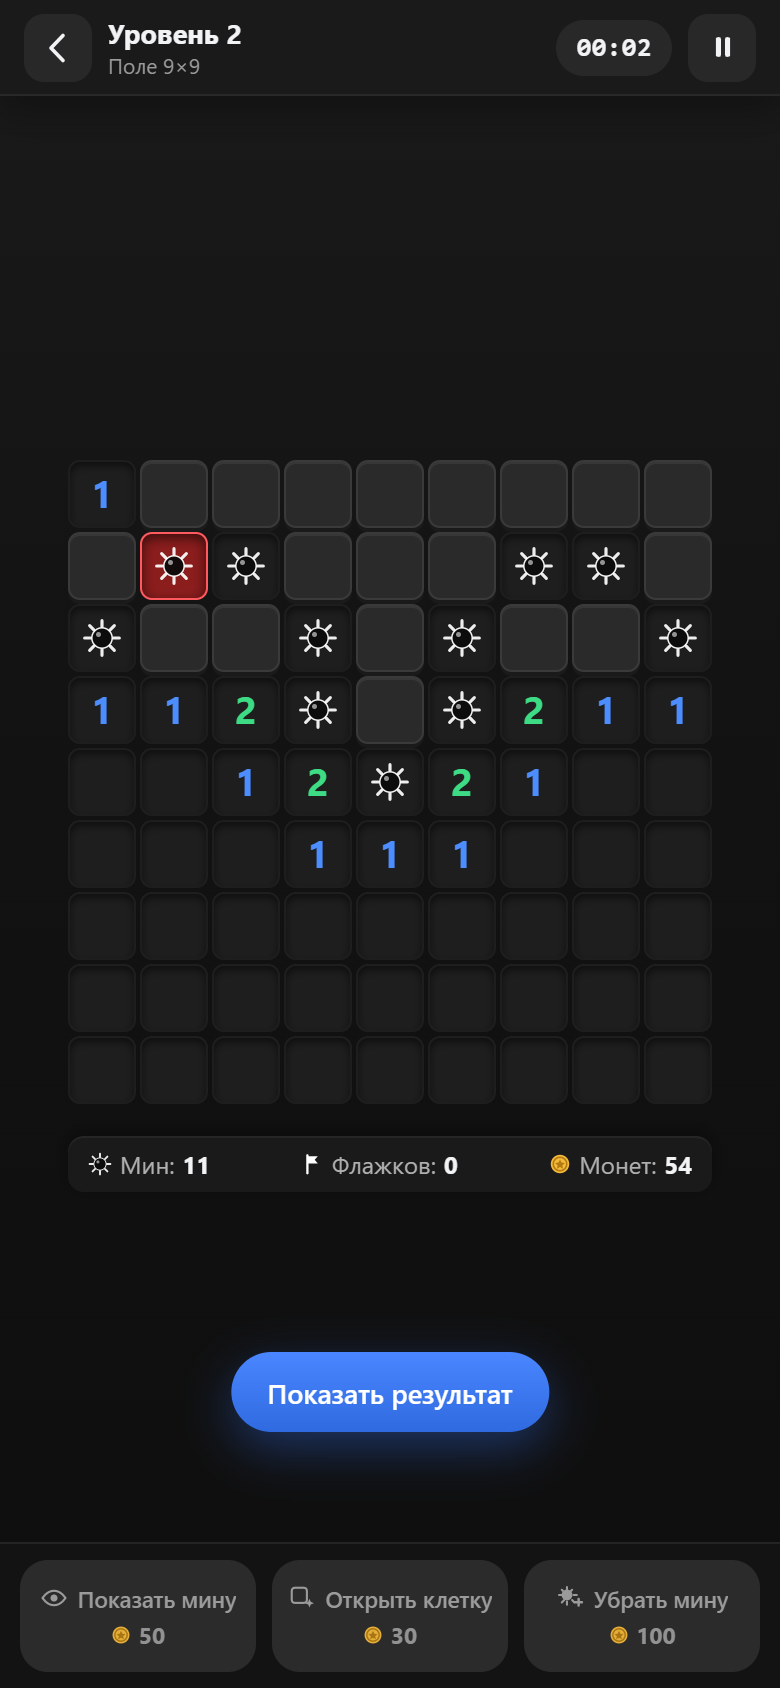 Уровень 2
Поле 9×9
00:02
1
1 1 2 2 1 1
1 2 2 1
1 1 1
Мин: 11 Флажков: 0 Монет: 54
Показать результат
Показать мину Открыть клетку Убрать мину
50 30 100